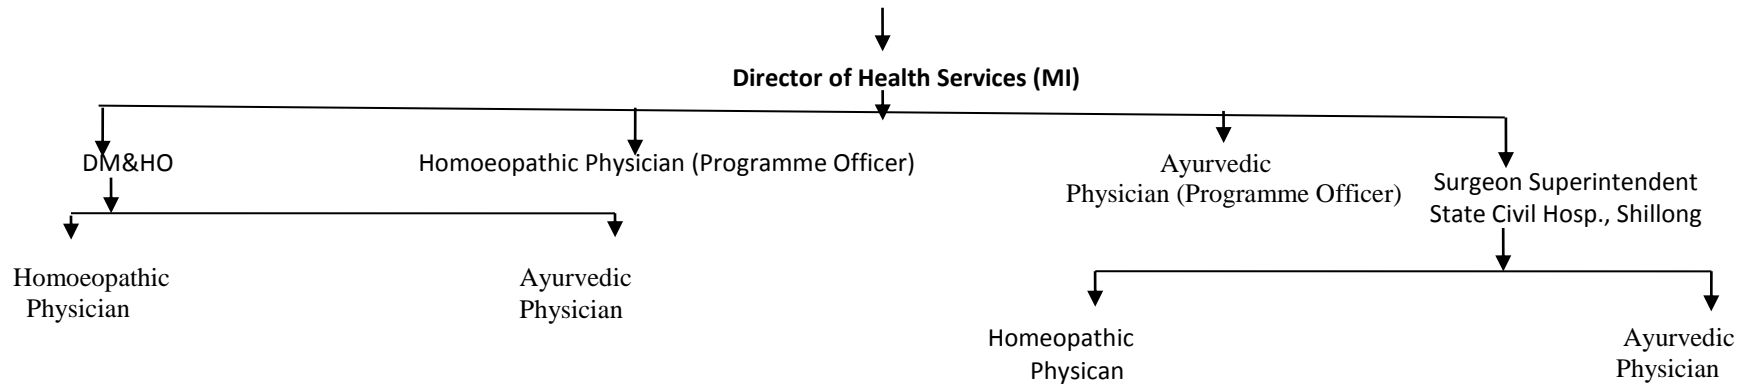 Director of Health Services (MI)
DM&HO
Homoeopathic Physician (Programme Officer)
Ayurvedic
Physician (Programme Officer)
Surgeon Superintendent
State Civil Hosp., Shillong
Homoeopathic
Physician
Ayurvedic
Physician
Homeopathic
Physican
Ayurvedic
Physician